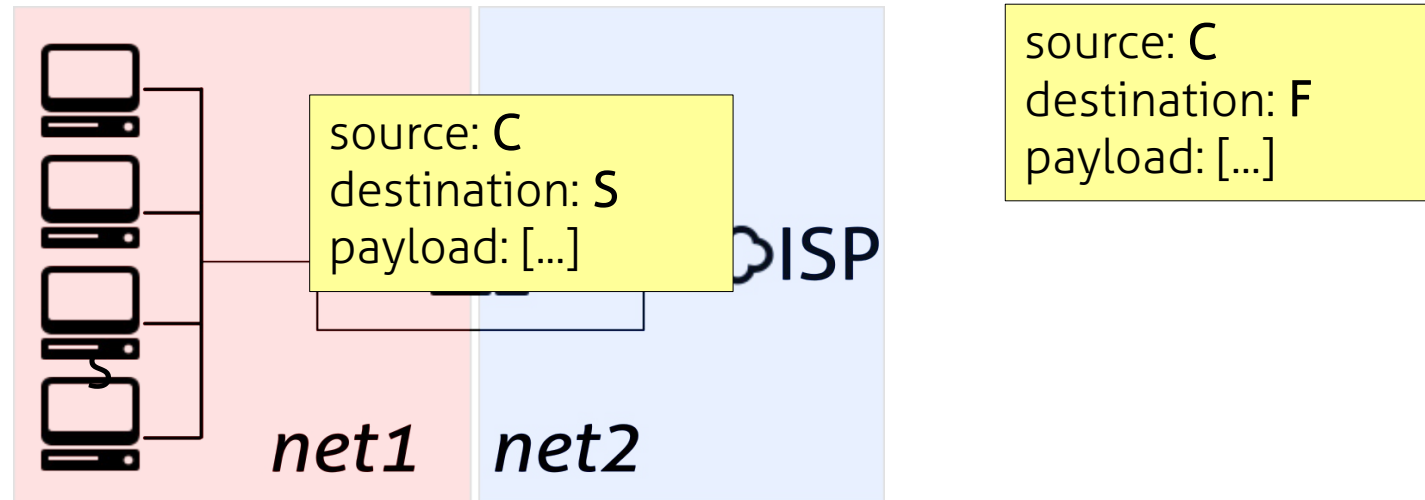 source: C
destination: S
payload: [...]
ISP
S
net1
net2
source: C
destination: F
payload: [...]